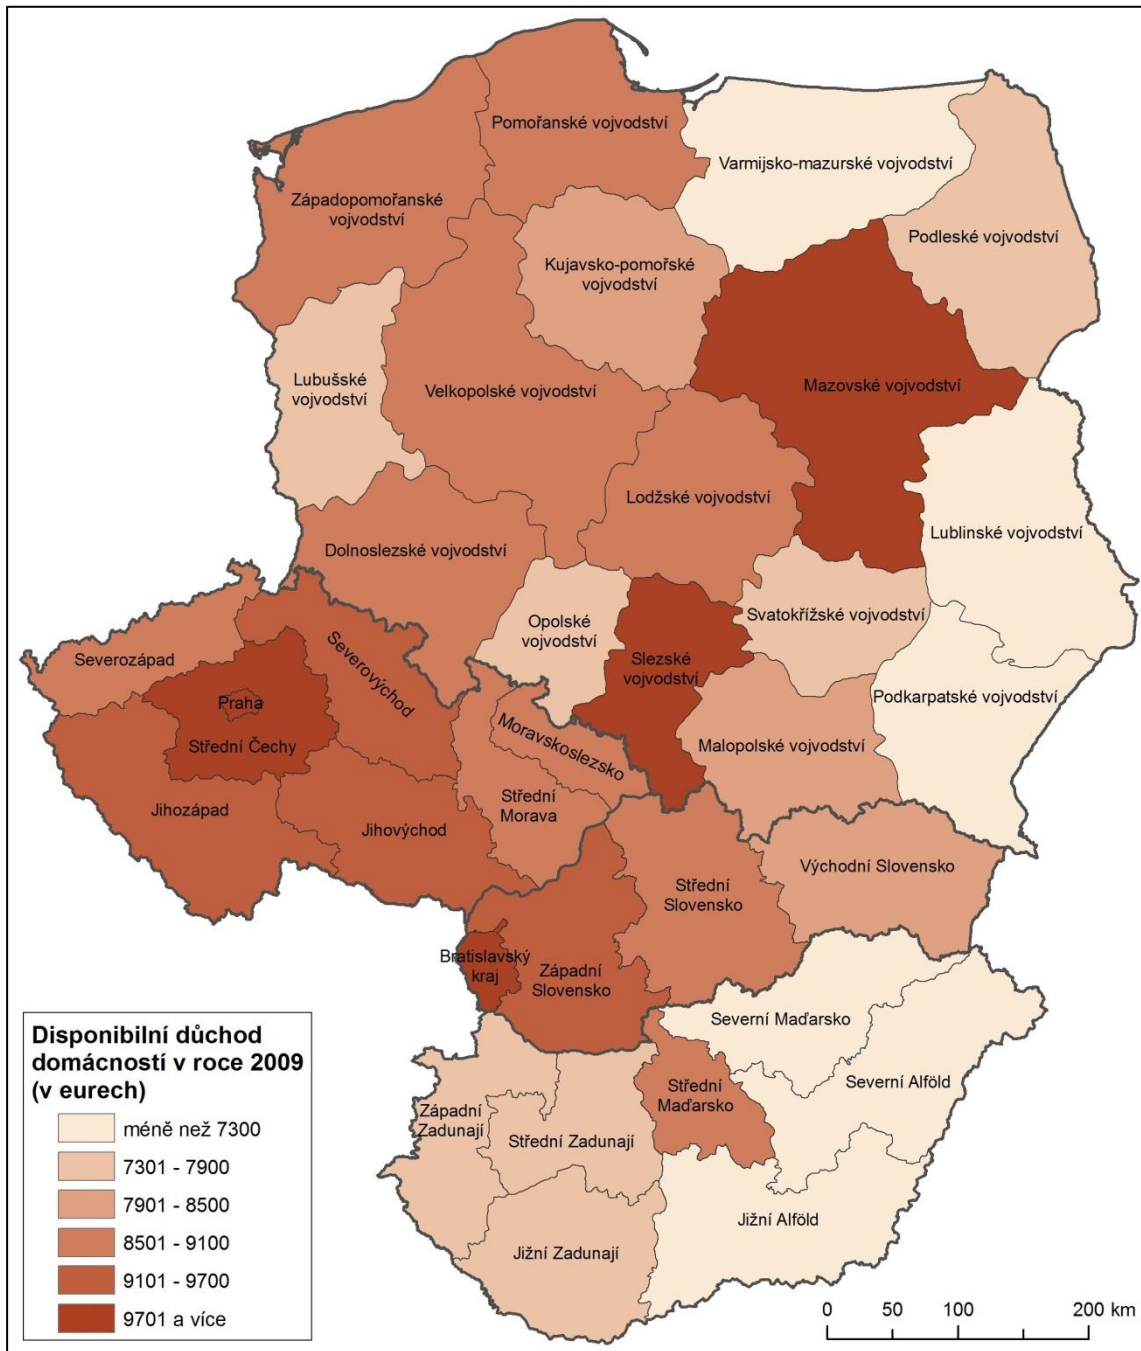 Pomořanské vojvodství
Varmijsko-mazurské vojvodství
Západopomořanské
vojvodství
Podleské vojvodství
Kujavsko-pomořské
vojvodství
Lubušské
vojvodství
Velkopolské vojvodství
Mazovské vojvodství
Lodžské vojvodství
Lublinské vojvodství
Dolnoslezské vojvodství
Opolské
vojvodství
Svatokřížské vojvodství
Severozápad
Severovýchod
Slezské
vojvodství
Podkarpatské vojvodství
Praha
Střední Čechy
Moravskoslezsko
Malopolské vojvodství
Jihozápad
Jihovýchod
Střední
Morava
Východní Slovensko
Střední
Slovensko
Bratislavský
kraj
Západní
Slovensko
Severní Maďarsko
Severní Alföld
Střední
Maďarsko
Západní
Zadunají
Střední Zadunají
Jižní Alföld
Jižní Zadunají
Disponibilní důchod
domácností v roce 2009
(v eurech)
méně než 7300
7301 - 7900
7901 - 8500
8501 - 9100
9101 - 9700
9701 a více
0 50 100 200 km